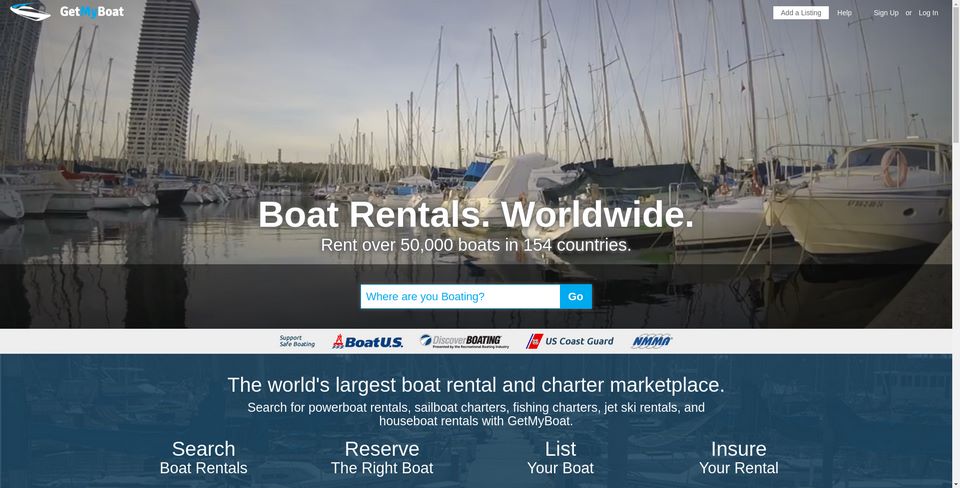 GetMyBoat
Add a Listing
Help
Sign Up or Log In
Boat Rentals. Worldwide.
Rent over 50,000 boats in 154 countries.
Where are you Boating?
Go
Support
Safe Boating
BoatU.S.
DiscoverBOATING
Presented by the Recreational Boating Industry
US Coast Guard
NMMA
The world's largest boat rental and charter marketplace.
Search for powerboat rentals, sailboat charters, fishing charters, jet ski rentals, and
houseboat rentals with GetMyBoat.
Search
Boat Rentals
Reserve
The Right Boat
List
Your Boat
Insure
Your Rental